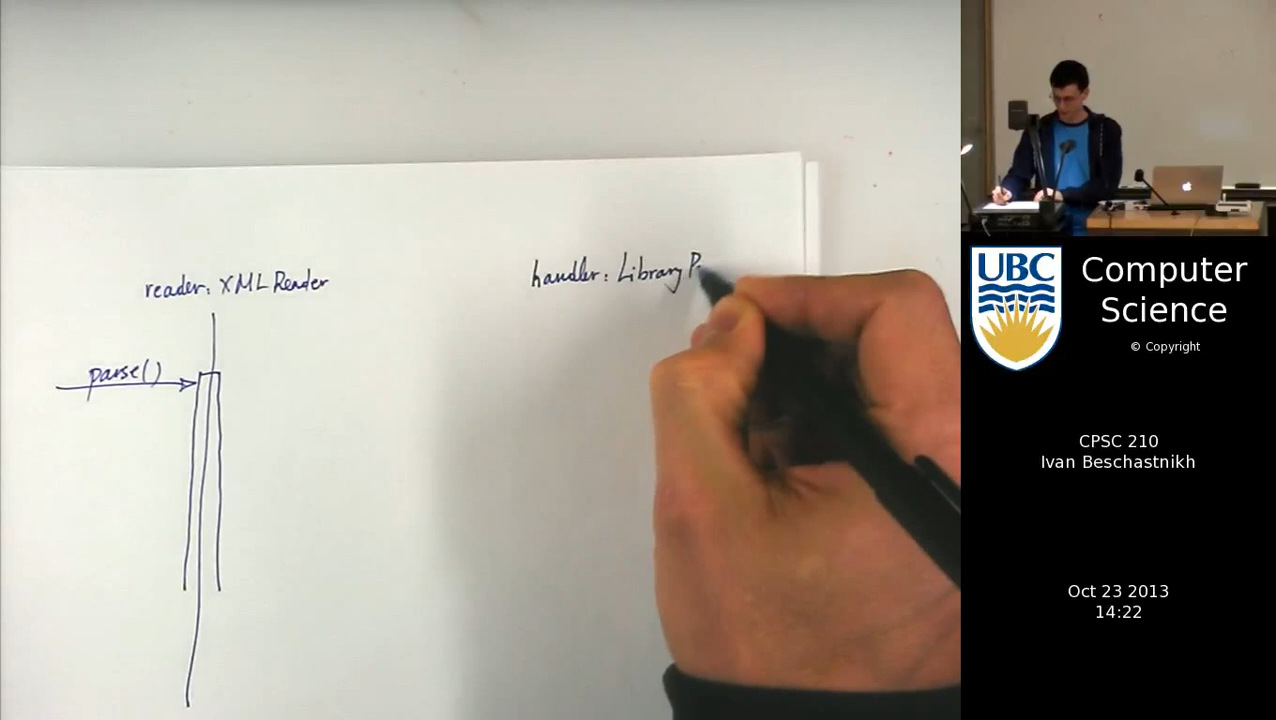 reader: XMLReader
handler: Library P
parse()
UBC
Computer
Science
© Copyright
CPSC 210
Ivan Beschastnikh
Oct 23 2013
14:22